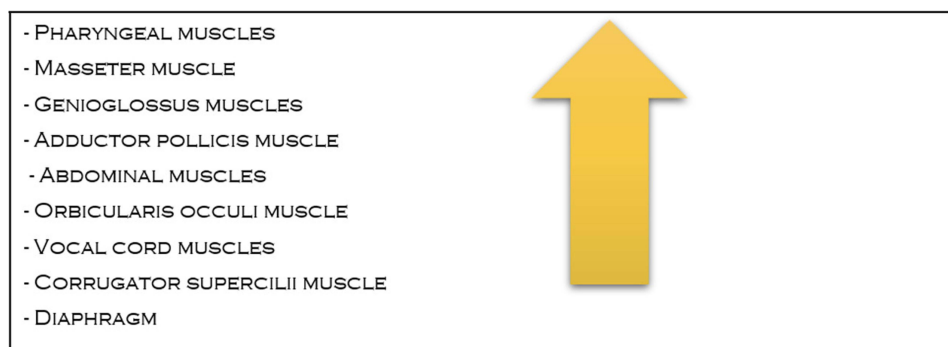 - Pharyngeal muscles
- Masseter muscle
- Genioglossus muscles
- Adductor pollicis muscle
- Abdominal muscles
- Orbicularis occuli muscle
- Vocal cord muscles
- Corrugator supercilii muscle
- Diaphragm